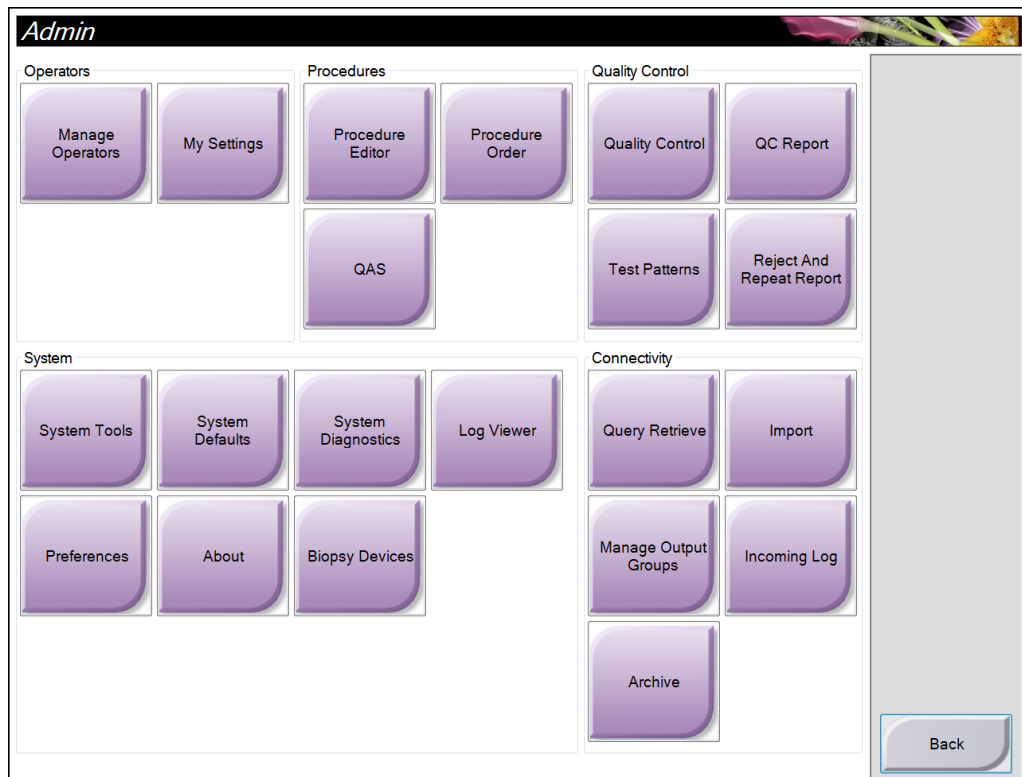 Admin
Operators
Manage
Operators
My Settings
Procedures
Procedure
Editor
Procedure
Order
QAS
Quality Control
Quality Control
QC Report
Test Patterns
Reject And
Repeat Report
System
System Tools
System
Defaults
System
Diagnostics
Log Viewer
Preferences
About
Biopsy Devices
Connectivity
Query Retrieve
Import
Manage Output
Groups
Incoming Log
Archive
Back